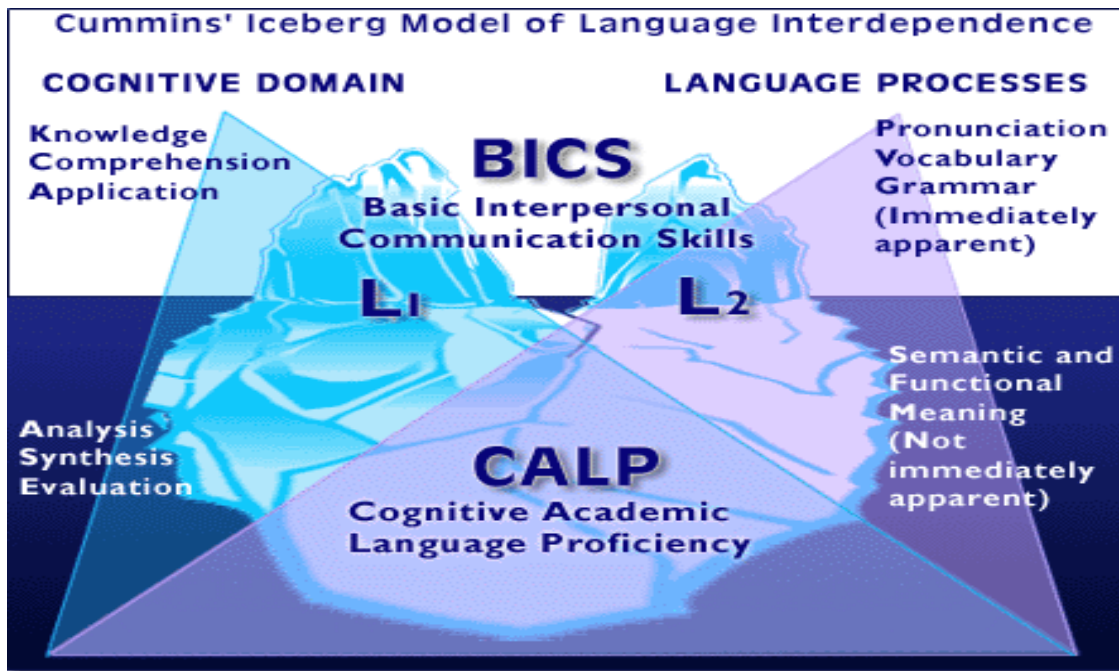 Cummins' Iceberg Model of Language Interdependence
COGNITIVE DOMAIN
LANGUAGE PROCESSES
Knowledge
Comprehension
Application
BICS
Basic Interpersonal
Communication Skills
Pronunciation
Vocabulary
Grammar
(Immediately
apparent)
L1
L2
Analysis
Synthesis
Evaluation
CALP
Cognitive Academic
Language Proficiency
Semantic and
Functional
Meaning
(Not
immediately
apparent)